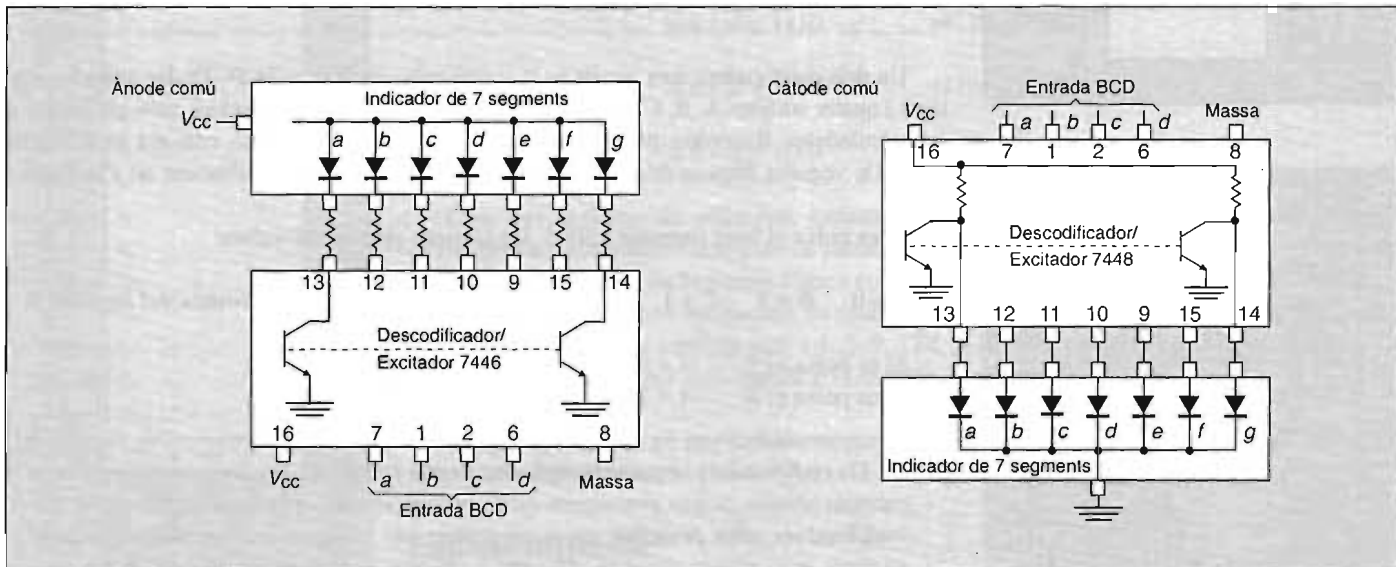 Ànode comú
Indicador de 7 segments
Vcc
a b c d e f g
13 12 11 10 9 15 14
Descodificador/
Excitador 7446
16 7 1 2 6 8
Vcc a b c d Massa
Entrada BCD
Càtode comú
Entrada BCD
Vcc a b c d Massa
16 7 1 2 6 8
Descodificador/
Excitador 7448
13 12 11 10 9 15 14
a b c d e f g
Indicador de 7 segments